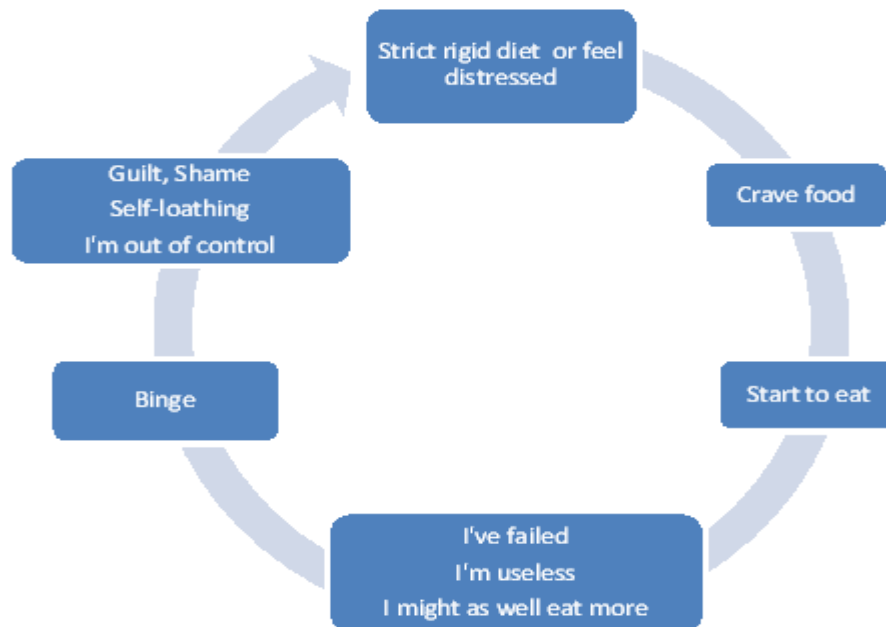 Strict rigid diet or feel
distressed
Crave food
Start to eat
I've failed
I'm useless
I might as well eat more
Binge
Guilt, Shame
Self-loathing
I'm out of control